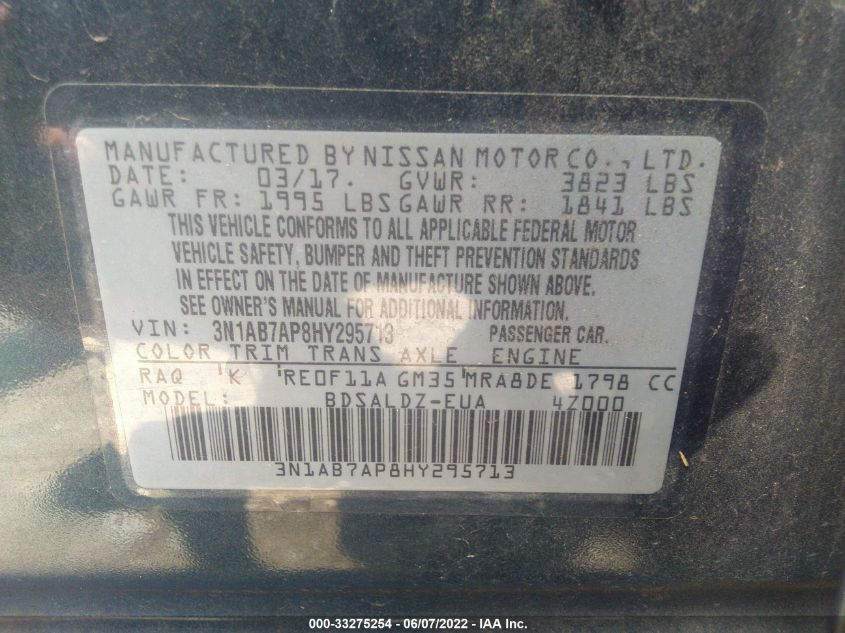 MANUFACTURED BY NISSAN MOTOR CO., LTD.
DATE: 03/17. GVWR: 3823 LBS
GAWR FR: 1995 LBS GAWR RR: 1841 LBS
THIS VEHICLE CONFORMS TO ALL APPLICABLE FEDERAL MOTOR
VEHICLE SAFETY, BUMPER AND THEFT PREVENTION STANDARDS
IN EFFECT ON THE DATE OF MANUFACTURE SHOWN ABOVE.
SEE OWNER'S MANUAL FOR ADDITIONAL INFORMATION.
VIN: 3N1AB7AP8HY295713 PASSENGER CAR.
COLOR TRIM TRANS AXLE ENGINE
RAQ K RE0F11A GM35 MRA8DE 1798 CC
MODEL: BDSALDZ-EUA 4Z000
3N1AB7AP8HY295713
000-33275254 - 06/07/2022 - IAA Inc.